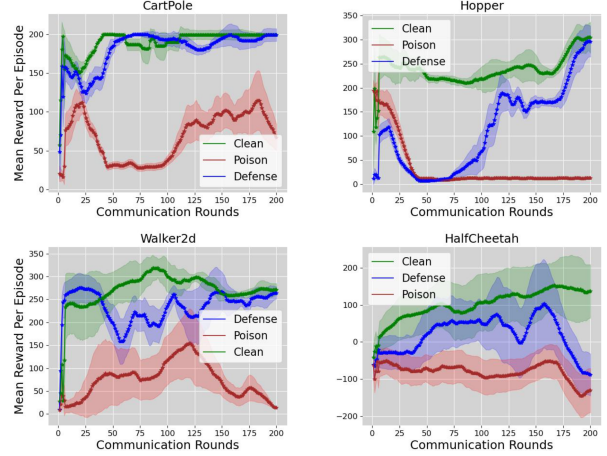 CartPole
Mean Reward Per Episode
200
150
100
50
0
Clean
Poison
Defense
0 25 50 75 100 125 150 175 200
Communication Rounds
Hopper
350
300
250
200
150
100
50
0
Clean
Poison
Defense
0 25 50 75 100 125 150 175 200
Communication Rounds
Walker2d
Mean Reward Per Episode
350
300
250
200
150
100
50
0
Defense
Poison
Clean
0 25 50 75 100 125 150 175 200
Communication Rounds
HalfCheetah
200
100
0
−100
−200
Clean
Defense
Poison
0 25 50 75 100 125 150 175 200
Communication Rounds